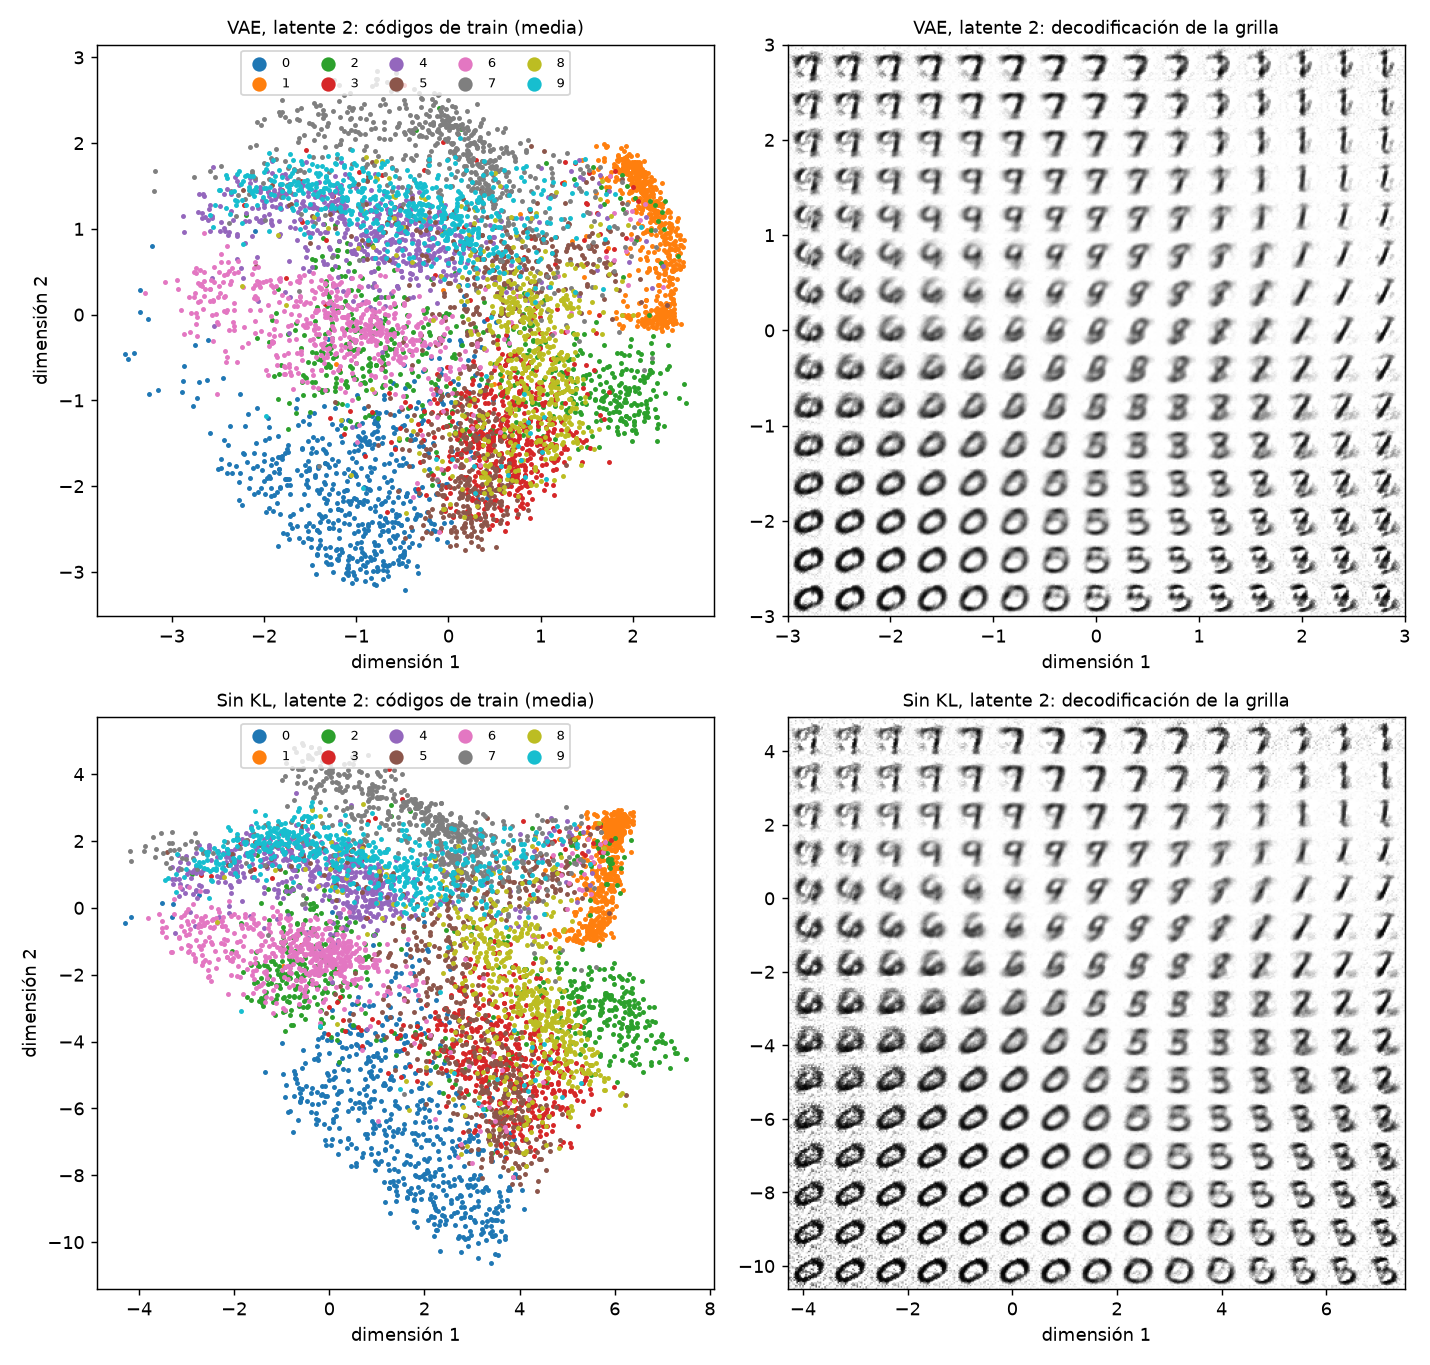 VAE, latente 2: códigos de train (media)
0 2 4 6 8
1 3 5 7 9
3
2
1
0
−1
−2
−3
dimensión 2
−3 −2 −1 0 1 2
dimensión 1
VAE, latente 2: decodificación de la grilla
3
2
1
0
−1
−2
−3
−3 −2 −1 0 1 2 3
dimensión 1
Sin KL, latente 2: códigos de train (media)
0 2 4 6 8
1 3 5 7 9
4
2
0
−2
−4
−6
−8
−10
dimensión 2
−4 −2 0 2 4 6 8
dimensión 1
Sin KL, latente 2: decodificación de la grilla
4
2
0
−2
−4
−6
−8
−10
−4 −2 0 2 4 6
dimensión 1